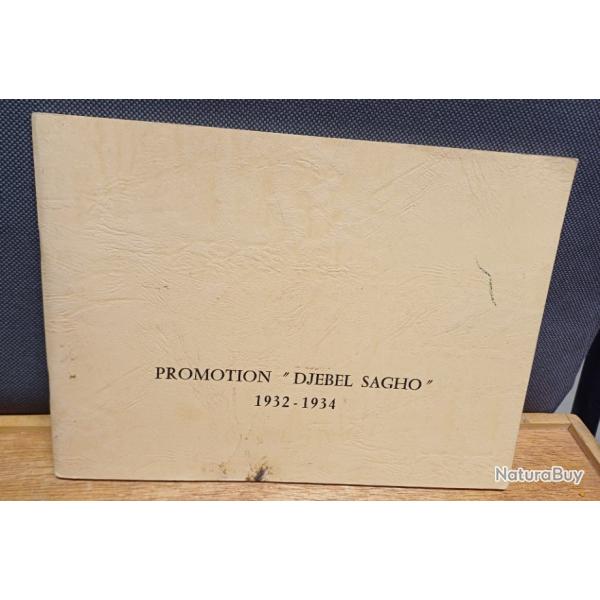 PROMOTION "DJEBEL SAGHO"
1932-1934
NaturaBuy